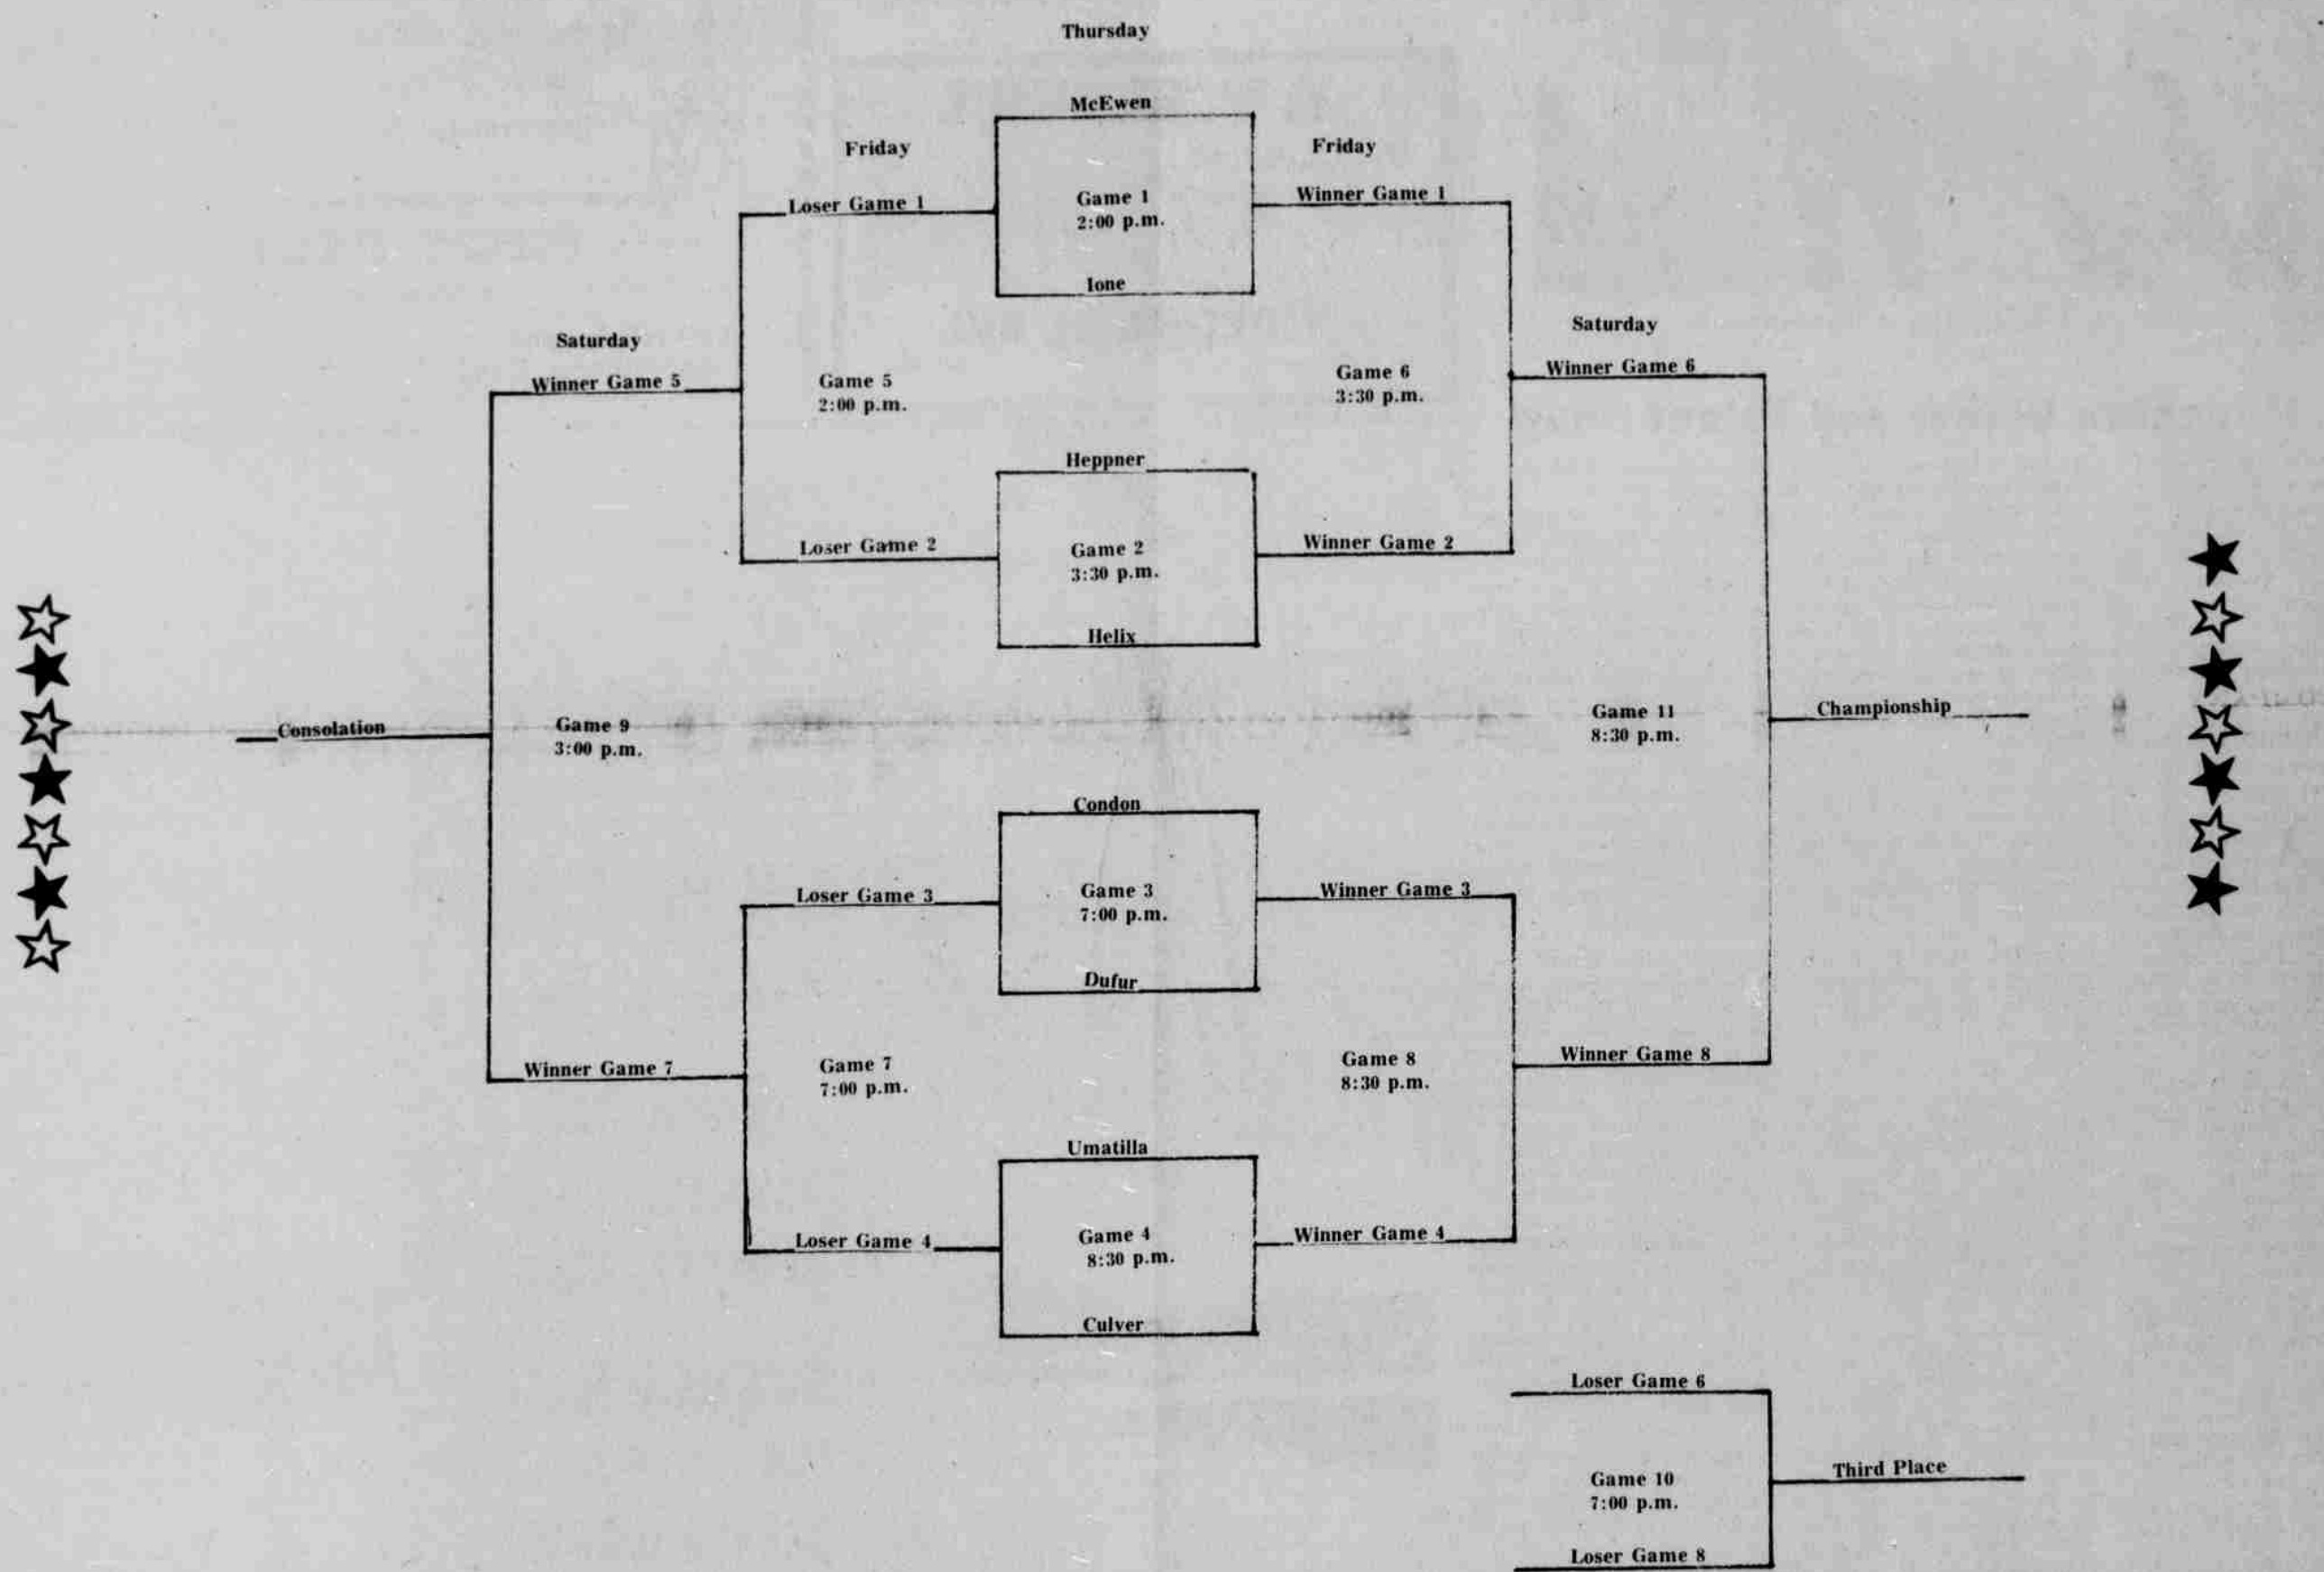 Thursday
McEwen
Friday
Friday
Loser Game 1
Game 1
2:00 p.m.
Winner Game 1
Ione
Saturday
Saturday
Winner Game 5
Game 5
2:00 p.m.
Game 6
3:30 p.m.
Winner Game 6
Heppner
Loser Game 2
Game 2
3:30 p.m.
Winner Game 2
Helix
Consolation
Game 9
3:00 p.m.
Game 11
8:30 p.m.
Championship
Condon
Loser Game 3
Game 3
7:00 p.m.
Winner Game 3
Dufur
Winner Game 7
Game 7
7:00 p.m.
Game 8
8:30 p.m.
Winner Game 8
Umatilla
Loser Game 4
Game 4
8:30 p.m.
Winner Game 4
Culver
Loser Game 6
Game 10
7:00 p.m.
Third Place
Loser Game 8